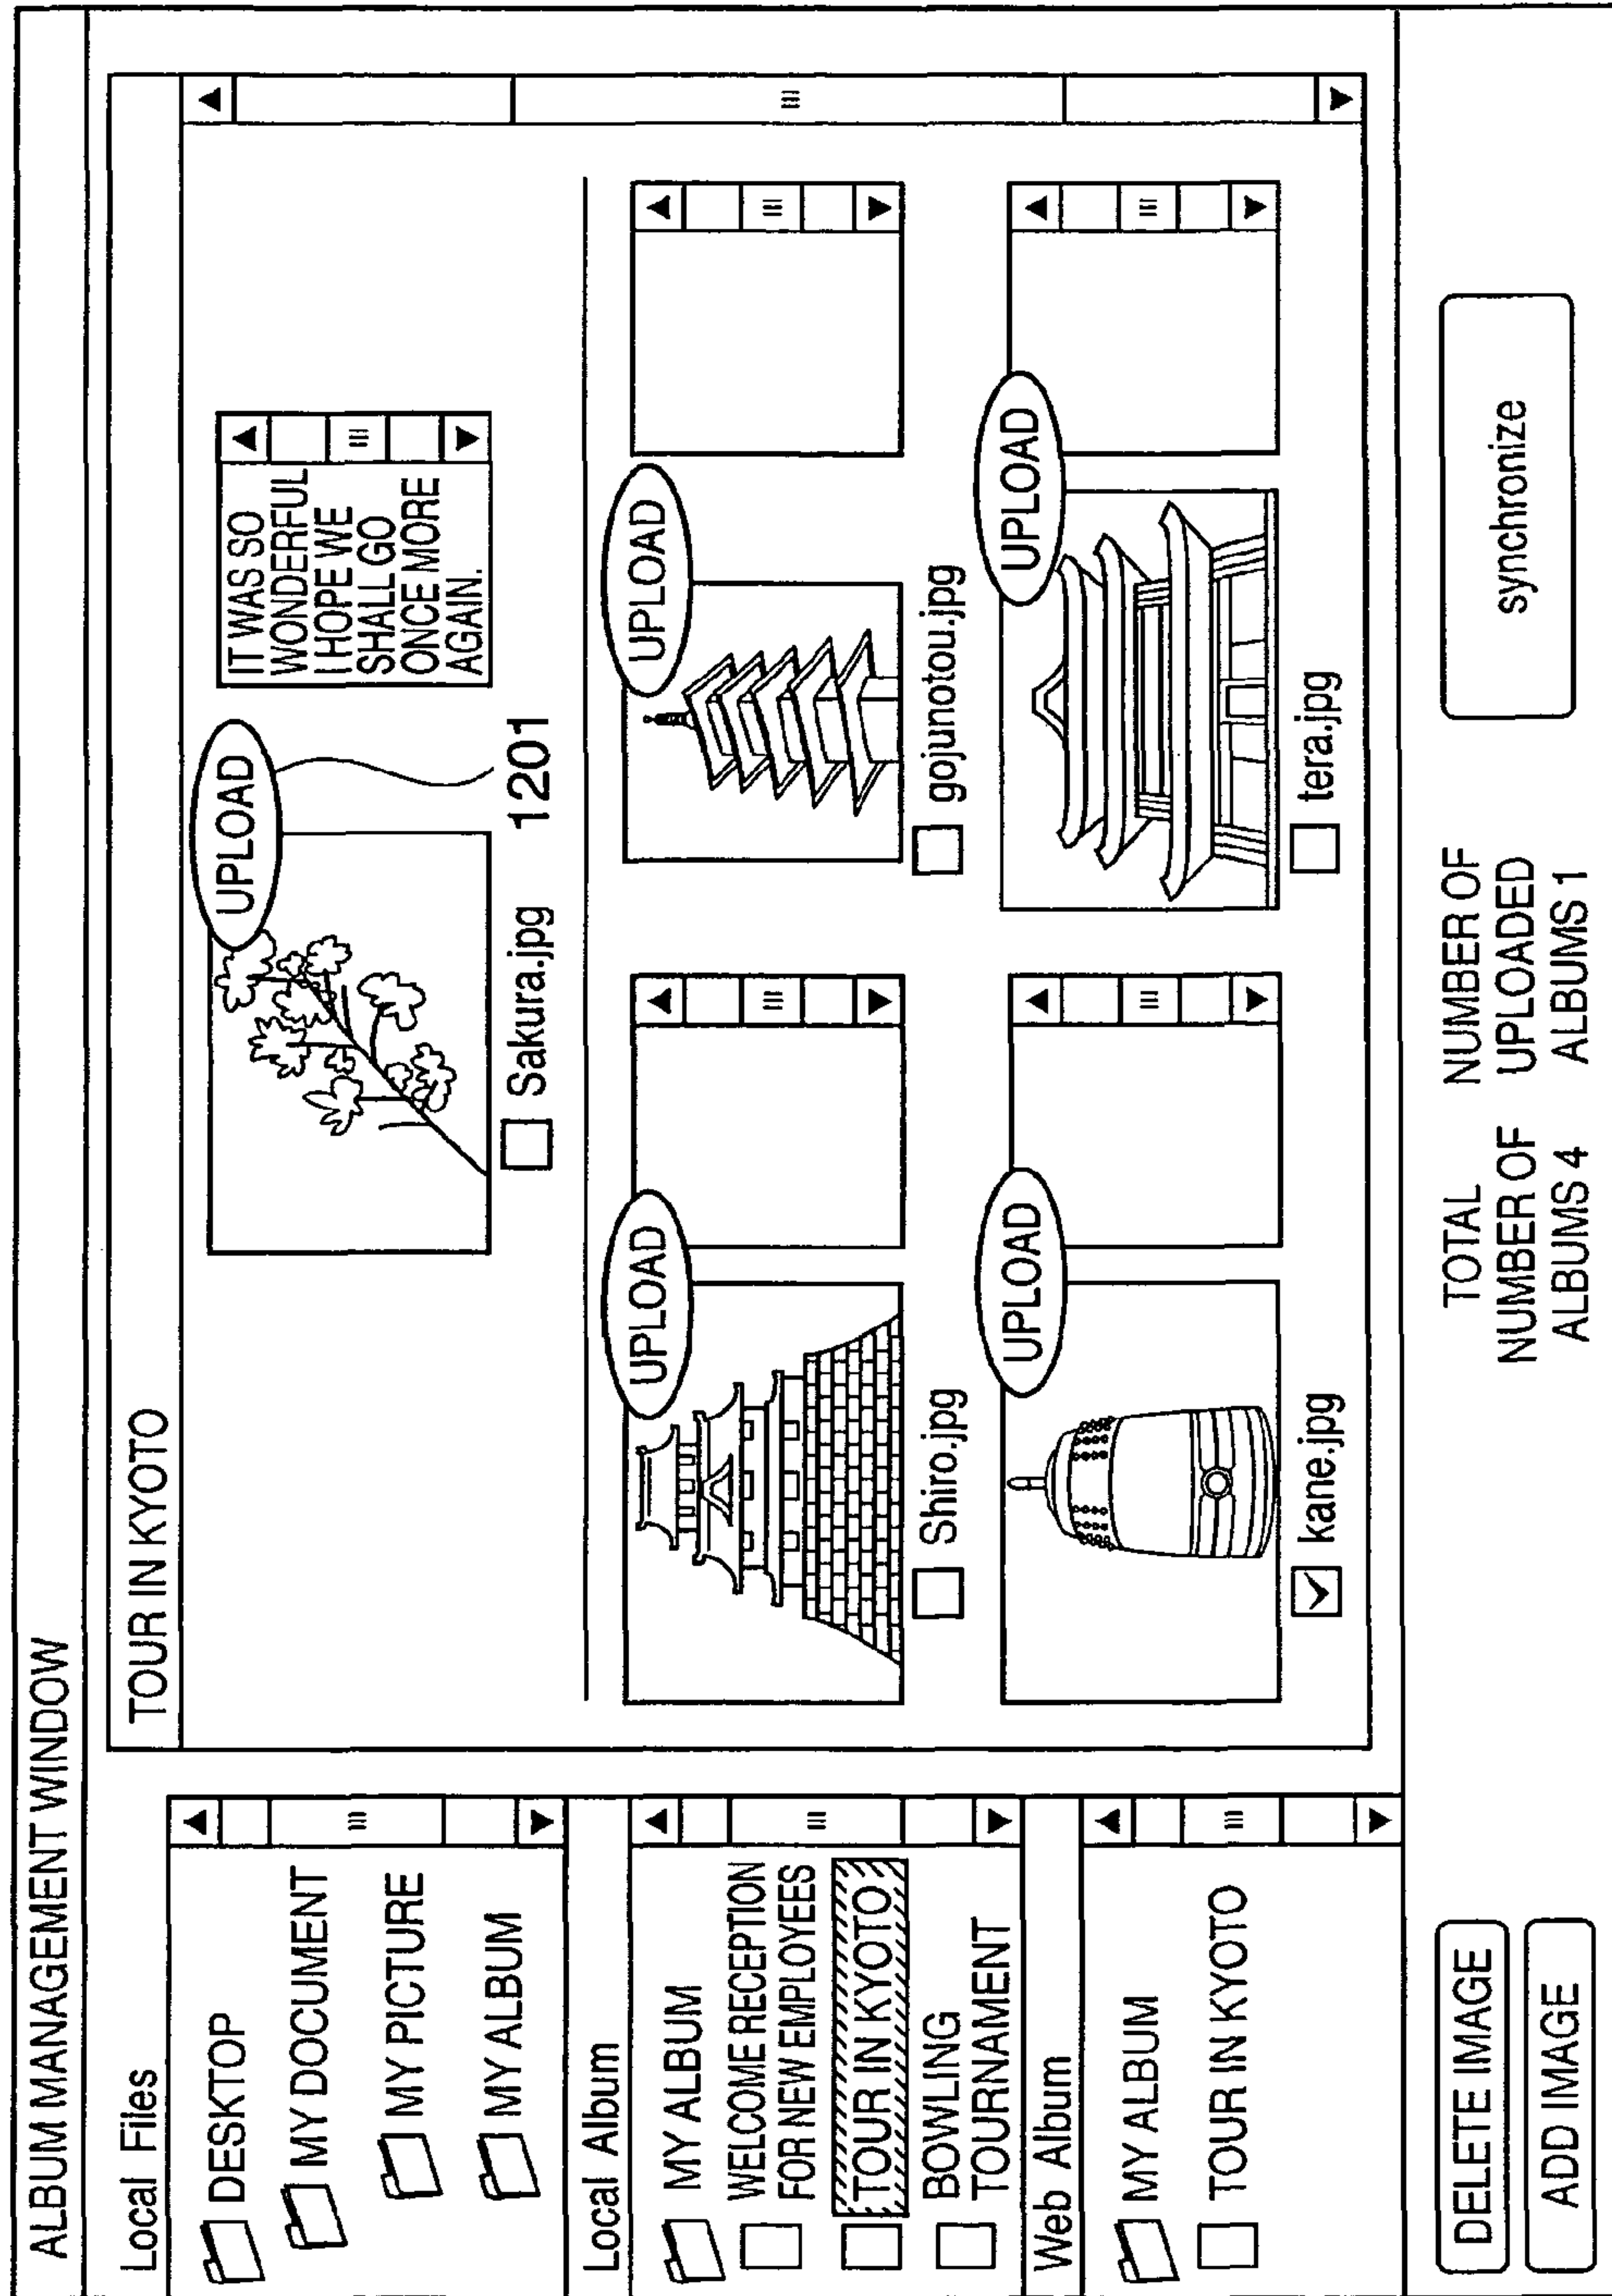 ALBUM MANAGEMENT WINDOW
Local Files
DESKTOP
MY DOCUMENT
MY PICTURE
MY ALBUM
Local Album
MY ALBUM
WELCOME RECEPTION
FOR NEW EMPLOYEES
TOUR IN KYOTO
BOWLING
TOURNAMENT
Web Album
MY ALBUM
TOUR IN KYOTO
TOUR IN KYOTO
UPLOAD
Sakura.jpg
1201
IT WAS SO
WONDERFUL
I HOPE WE
SHALL GO
ONCE MORE
AGAIN.
UPLOAD
Shiro.jpg
UPLOAD
gojunotou.jpg
UPLOAD
kane.jpg
UPLOAD
tera.jpg
DELETE IMAGE
ADD IMAGE
TOTAL
NUMBER OF
ALBUMS 4
NUMBER OF
UPLOADED
ALBUMS 1
synchronize